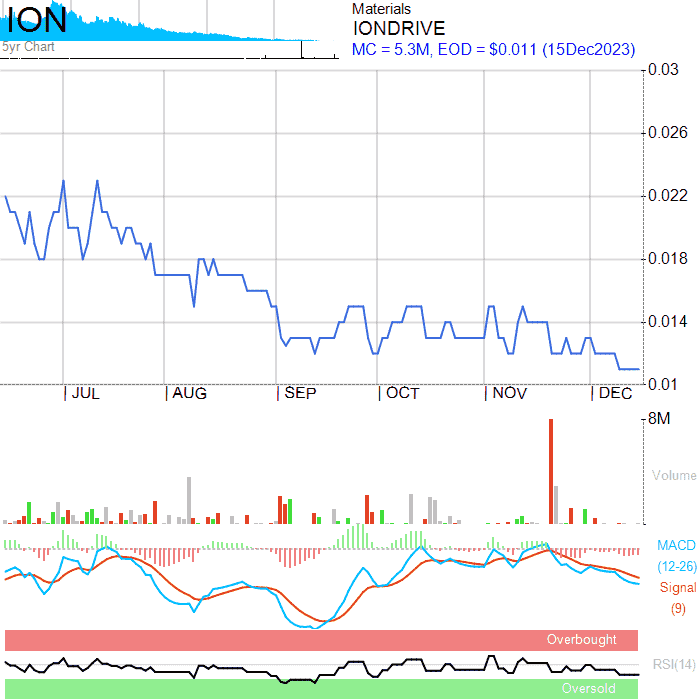 ION
5yr Chart
Materials
IONDRIVE
MC = 5.3M, EOD = $0.011 (15Dec2023)
0.03
0.026
0.022
0.018
0.014
0.01
JUL
AUG
SEP
OCT
NOV
DEC
8M
Volume
MACD
(12-26)
Signal
(9)
Overbought
RSI(14)
Oversold